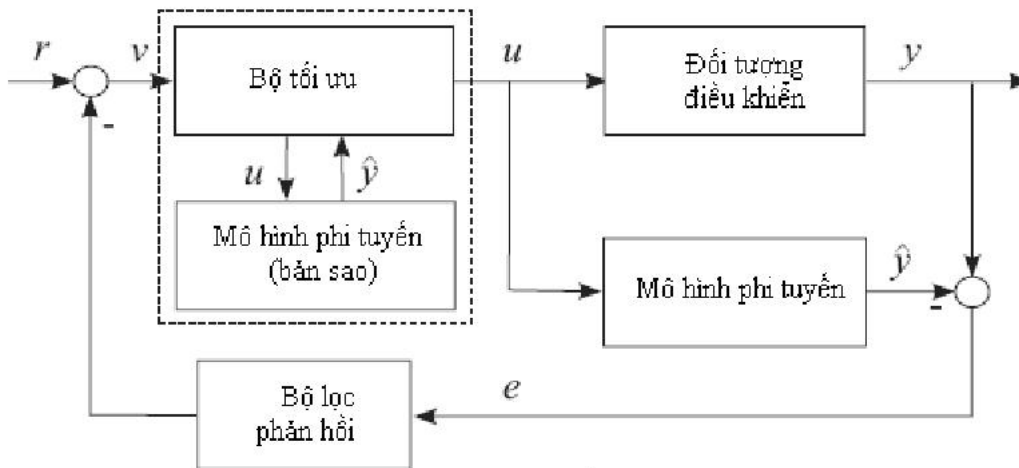 r
v
Bộ tối ưu
u
Đối tượng
điều khiển
y
-
u
ŷ
Mô hình phi tuyến
(bản sao)
Mô hình phi tuyến
ŷ
-
Bộ lọc
phản hồi
e